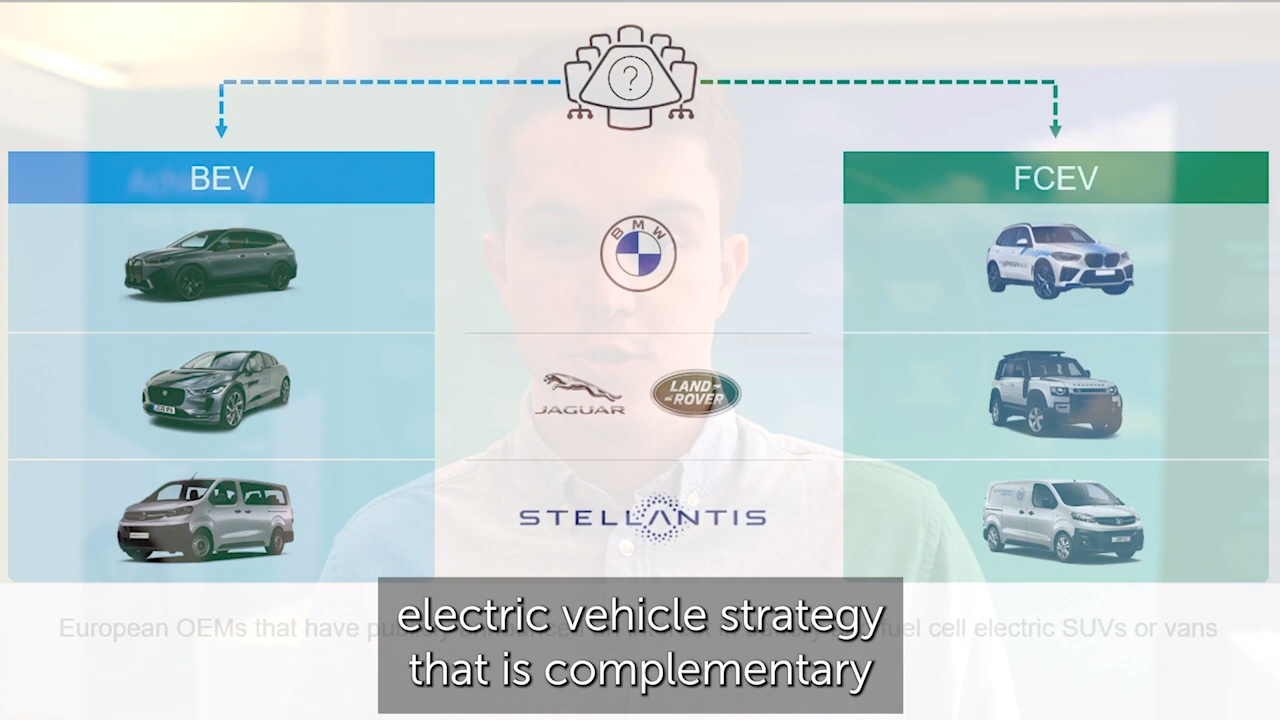 ?
BEV
FCEV
BMW
JAGUAR
LAND-
ROVER
STELLANTIS
European OEMs that have fuel cell electric SUVs or vans
electric vehicle strategy
that is complementary